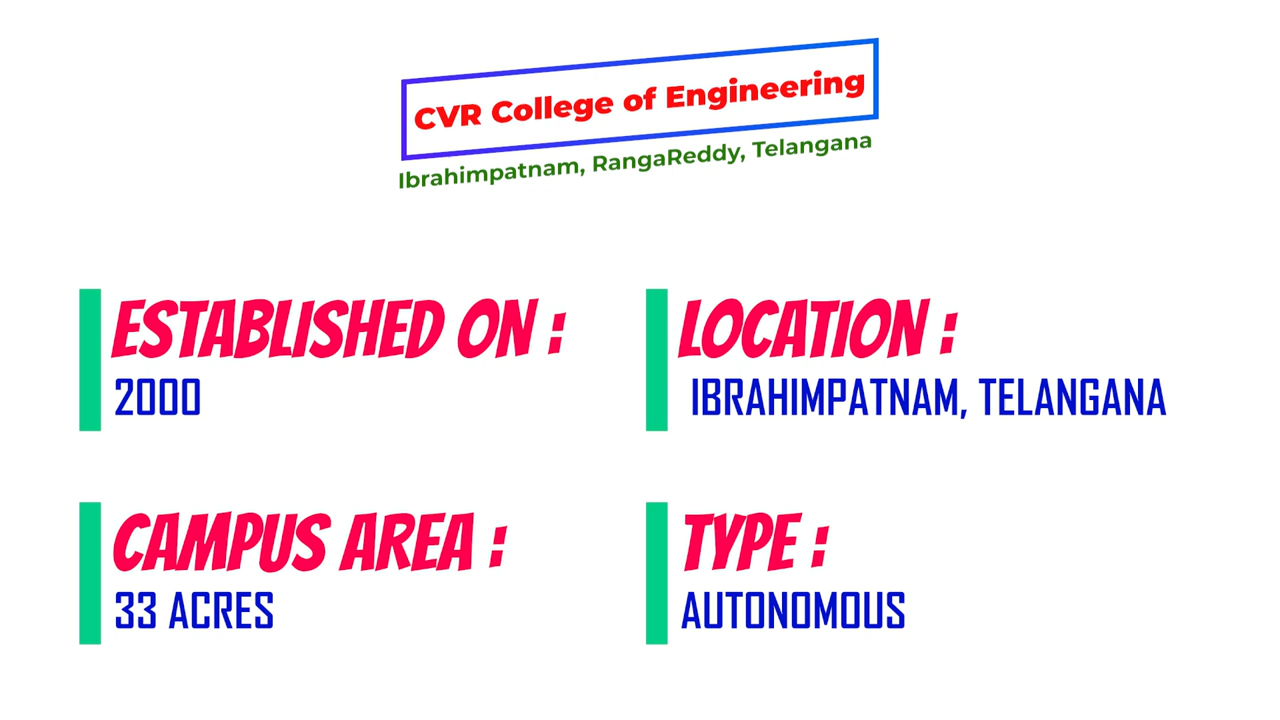 CVR College of Engineering
Ibrahimpatnam, RangaReddy, Telangana
ESTABLISHED ON :
2000
LOCATION :
IBRAHIMPATNAM, TELANGANA
CAMPUS AREA :
33 ACRES
TYPE :
AUTONOMOUS